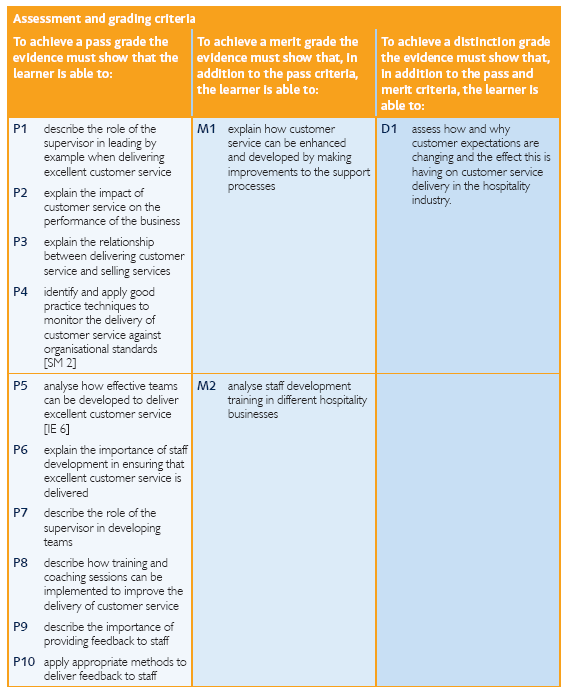 Assessment and grading criteria
To achieve a pass grade the
evidence must show that the
learner is able to:
To achieve a merit grade the
evidence must show that, in
addition to the pass criteria,
the learner is able to:
To achieve a distinction grade
the evidence must show that,
in addition to the pass and
merit criteria, the learner is
able to:
P1 describe the role of the
supervisor in leading by
example when delivering
excellent customer service
M1 explain how customer
service can be enhanced
and developed by making
improvements to the support
processes
D1 assess how and why
customer expectations are
changing and the effect this is
having on customer service
delivery in the hospitality
industry.
P2 explain the impact of
customer service on the
performance of the business
P3 explain the relationship
between delivering customer
service and selling services
P4 identify and apply good
practice techniques to
monitor the delivery of
customer service against
organisational standards
[SM 2]
P5 analyse how effective teams
can be developed to deliver
excellent customer service
[IE 6]
M2 analyse staff development
training in different hospitality
businesses
P6 explain the importance of staff
development in ensuring that
excellent customer service is
delivered
P7 describe the role of the
supervisor in developing
teams
P8 describe how training and
coaching sessions can be
implemented to improve the
delivery of customer service
P9 describe the importance of
providing feedback to staff
P10 apply appropriate methods to
deliver feedback to staff